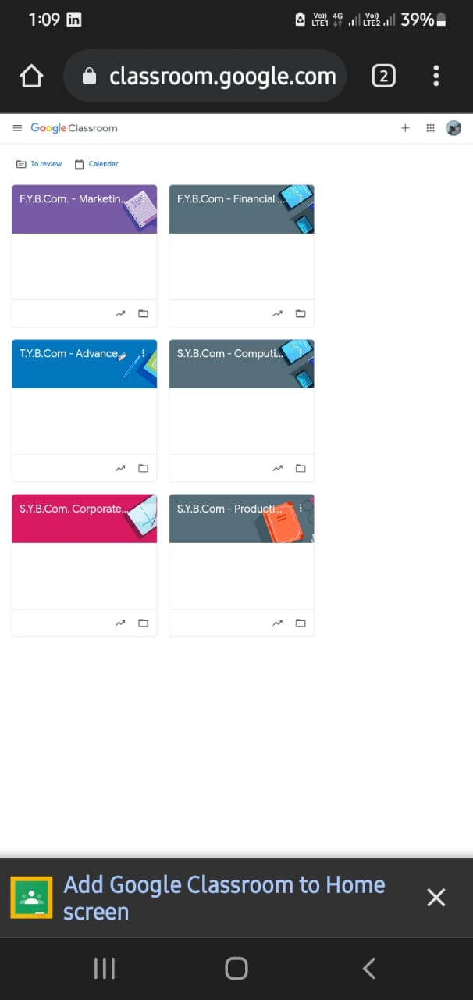 1:09 in Vo)) LTE1 4G Vo)) LTE2 39%
classroom.google.com 2
Google Classroom
To review Calendar
F.Y.B.Com. - Marketin... F.Y.B.Com - Financial ...
T.Y.B.Com - Advance... S.Y.B.Com - Computi...
S.Y.B.Com. Corporate... S.Y.B.Com - Producti...
Add Google Classroom to Home
screen